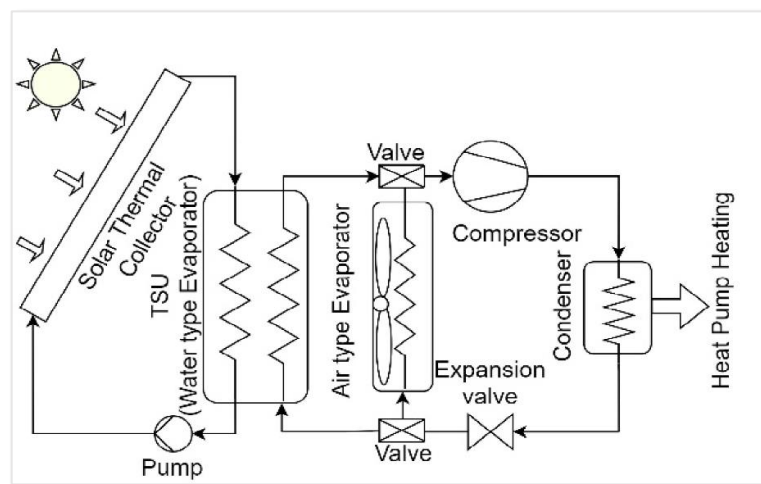 Solar Thermal
Collector
TSU
(Water type Evaporator)
Valve
Air type Evaporator
Compressor
Condenser
Heat Pump Heating
Expansion
valve
Valve
Pump